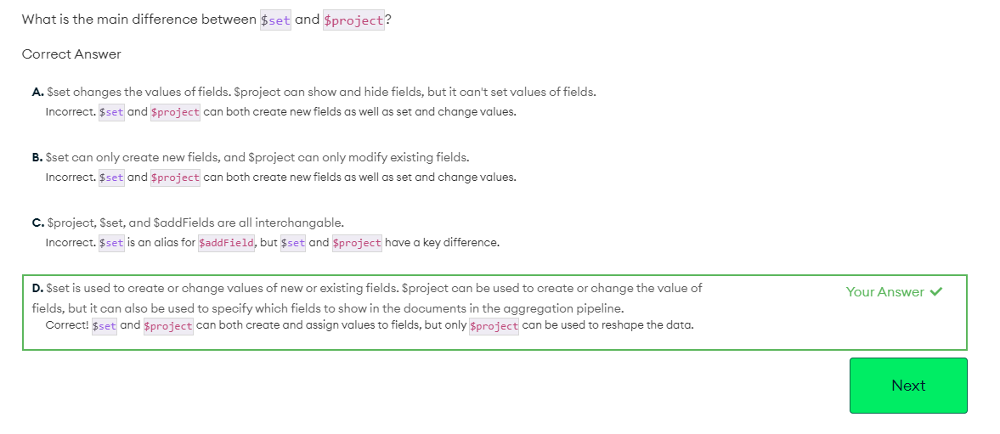 What is the main difference between $set and $project?
Correct Answer
A. $set changes the values of fields. $project can show and hide fields, but it can't set values of fields.
Incorrect. $set and $project can both create new fields as well as set and change values.
B. $set can only create new fields, and $project can only modify existing fields.
Incorrect. $set and $project can both create new fields as well as set and change values.
C. $project, $set, and $addFields are all interchangable.
Incorrect. $set is an alias for $addField, but $set and $project have a key difference.
D. $set is used to create or change values of new or existing fields. $project can be used to create or change the value of
fields, but it can also be used to specify which fields to show in the documents in the aggregation pipeline.
Your Answer ✓
Correct! $set and $project can both create and assign values to fields, but only $project can be used to reshape the data.
Next